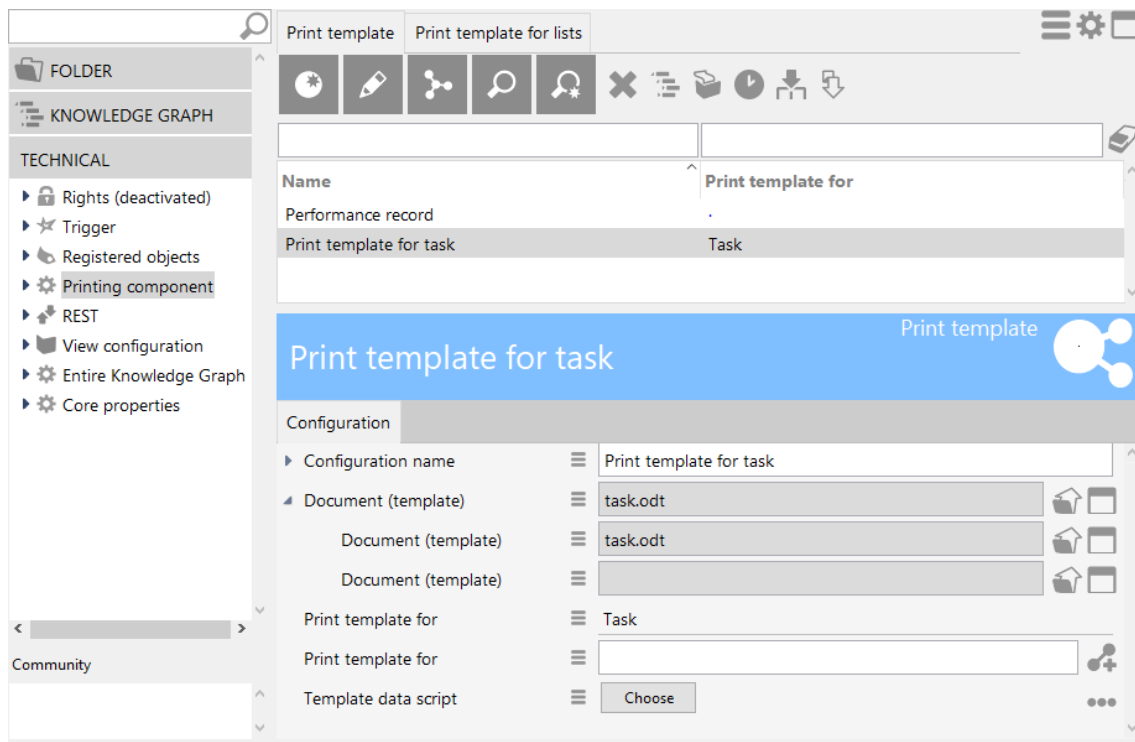 Print template
Print template for lists
FOLDER
KNOWLEDGE GRAPH
TECHNICAL
Rights (deactivated)
Trigger
Registered objects
Printing component
REST
View configuration
Entire Knowledge Graph
Core properties
Community
Name
Print template for
Performance record
Print template for task
Task
Print template
Print template for task
Configuration
Configuration name
Print template for task
Document (template)
task.odt
Document (template)
task.odt
Document (template)
Print template for
Task
Print template for
Template data script
Choose